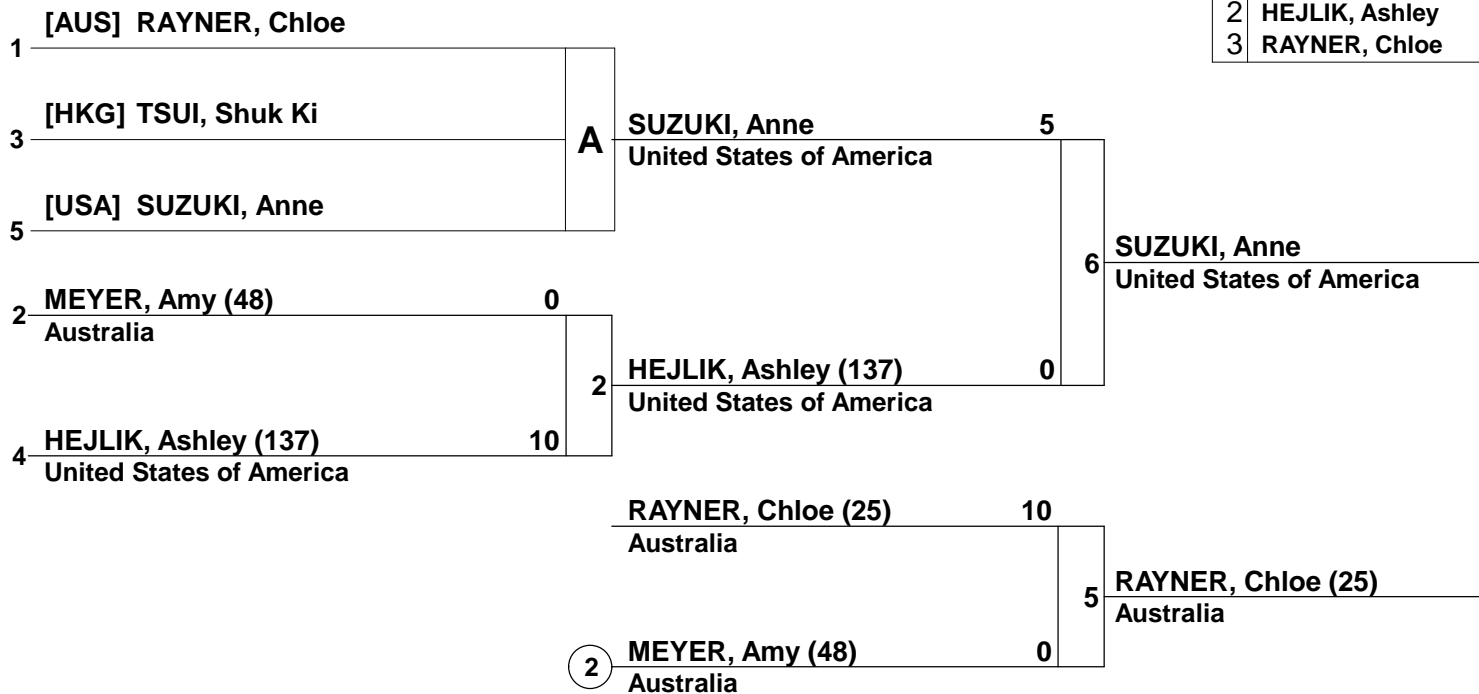 [AUS] RAYNER, Chloe
1
[HKG] TSUI, Shuk Ki
3
[USA] SUZUKI, Anne
5
A
MEYER, Amy (48) 0
2
Australia
HEJLIK, Ashley (137) 10
4
United States of America
2
SUZUKI, Anne 5
United States of America
HEJLIK, Ashley (137) 0
United States of America
6
SUZUKI, Anne
United States of America
RAYNER, Chloe (25) 10
Australia
2
MEYER, Amy (48) 0
Australia
5
RAYNER, Chloe (25)
Australia
2 HEJLIK, Ashley
3 RAYNER, Chloe